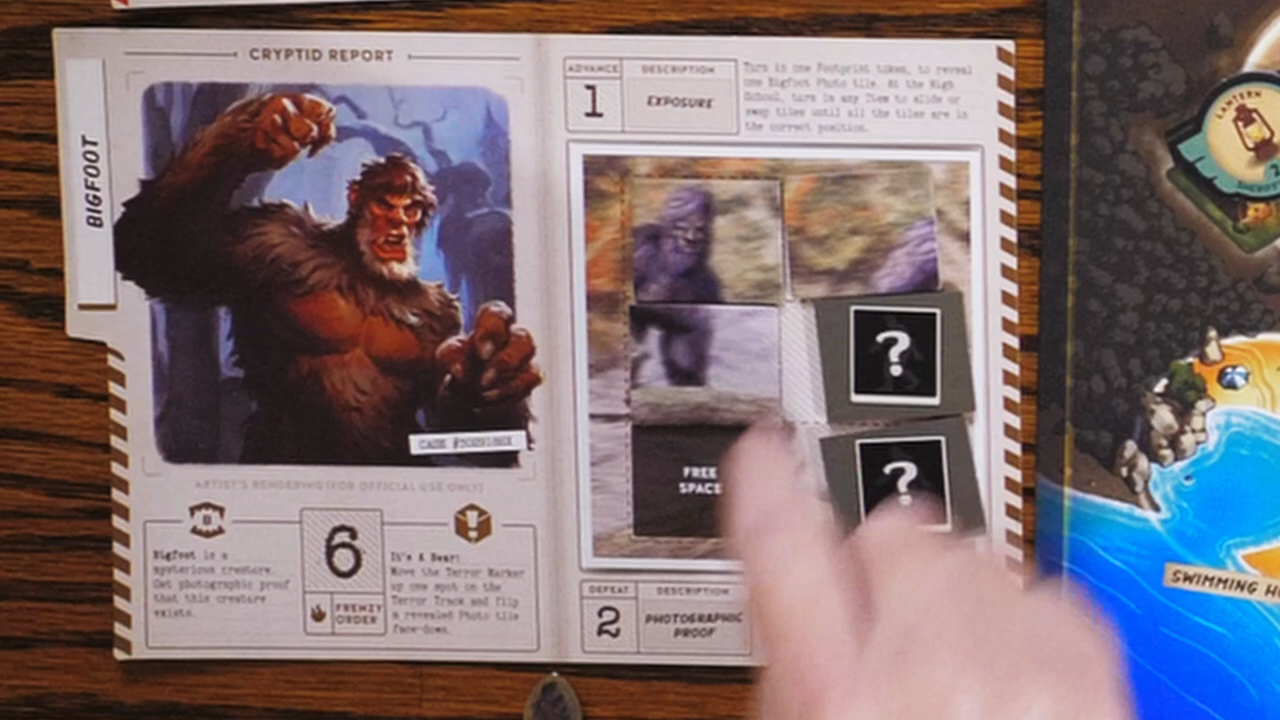 CRYPTID REPORT
BIGFOOT
CASE #
ARTIST'S RENDERING (FOR OFFICIAL USE ONLY)
Bigfoot is a
mysterious creature.
Get photographic proof
that this creature
exists.
6
FRENZY
ORDER
It's A Bear!
Move the Terror Marker
up one spot on the
Terror Track and flip
a revealed Photo tile
face-down.
ADVANCE
1
DESCRIPTION
EXPOSURE
Turn in one Footprint token, to reveal
one Bigfoot Photo tile. At the High
School, turn in any Item to slide or
swap tiles until all the tiles are in
the correct position.
?
FREE
SPACE
?
DEFEAT
2
DESCRIPTION
PHOTOGRAPHIC
PROOF
LANTERN
2
SWIMMING H